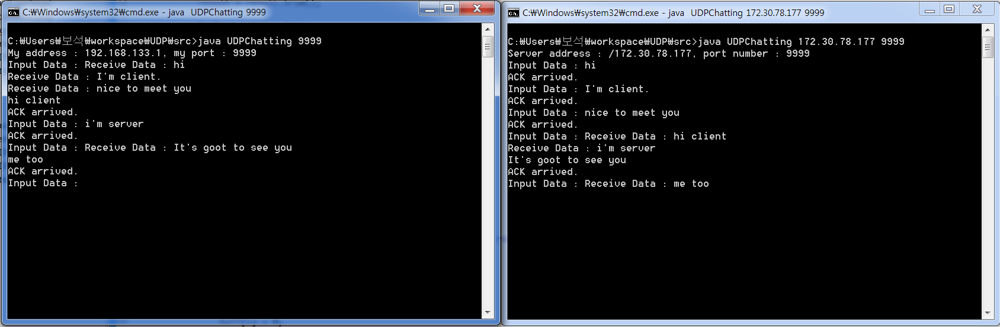 C:₩Windows₩system32₩cmd.exe - java  UDPChatting 9999
C:₩Users₩보석₩workspace₩UDP₩src>java UDPChatting 9999
My address : 192.168.133.1, my port : 9999
Input Data : Receive Data : hi
Receive Data : I'm client.
Receive Data : nice to meet you
hi client
ACK arrived.
Input Data : i'm server
ACK arrived.
Input Data : Receive Data : It's goot to see you
me too
ACK arrived.
Input Data :
C:₩Windows₩system32₩cmd.exe - java  UDPChatting 172.30.78.177 9999
C:₩Users₩보석₩workspace₩UDP₩src>java UDPChatting 172.30.78.177 9999
Server address : /172.30.78.177, port number : 9999
Input Data : hi
ACK arrived.
Input Data : I'm client.
ACK arrived.
Input Data : nice to meet you
ACK arrived.
Input Data : Receive Data : hi client
Receive Data : i'm server
It's goot to see you
ACK arrived.
Input Data : Receive Data : me too